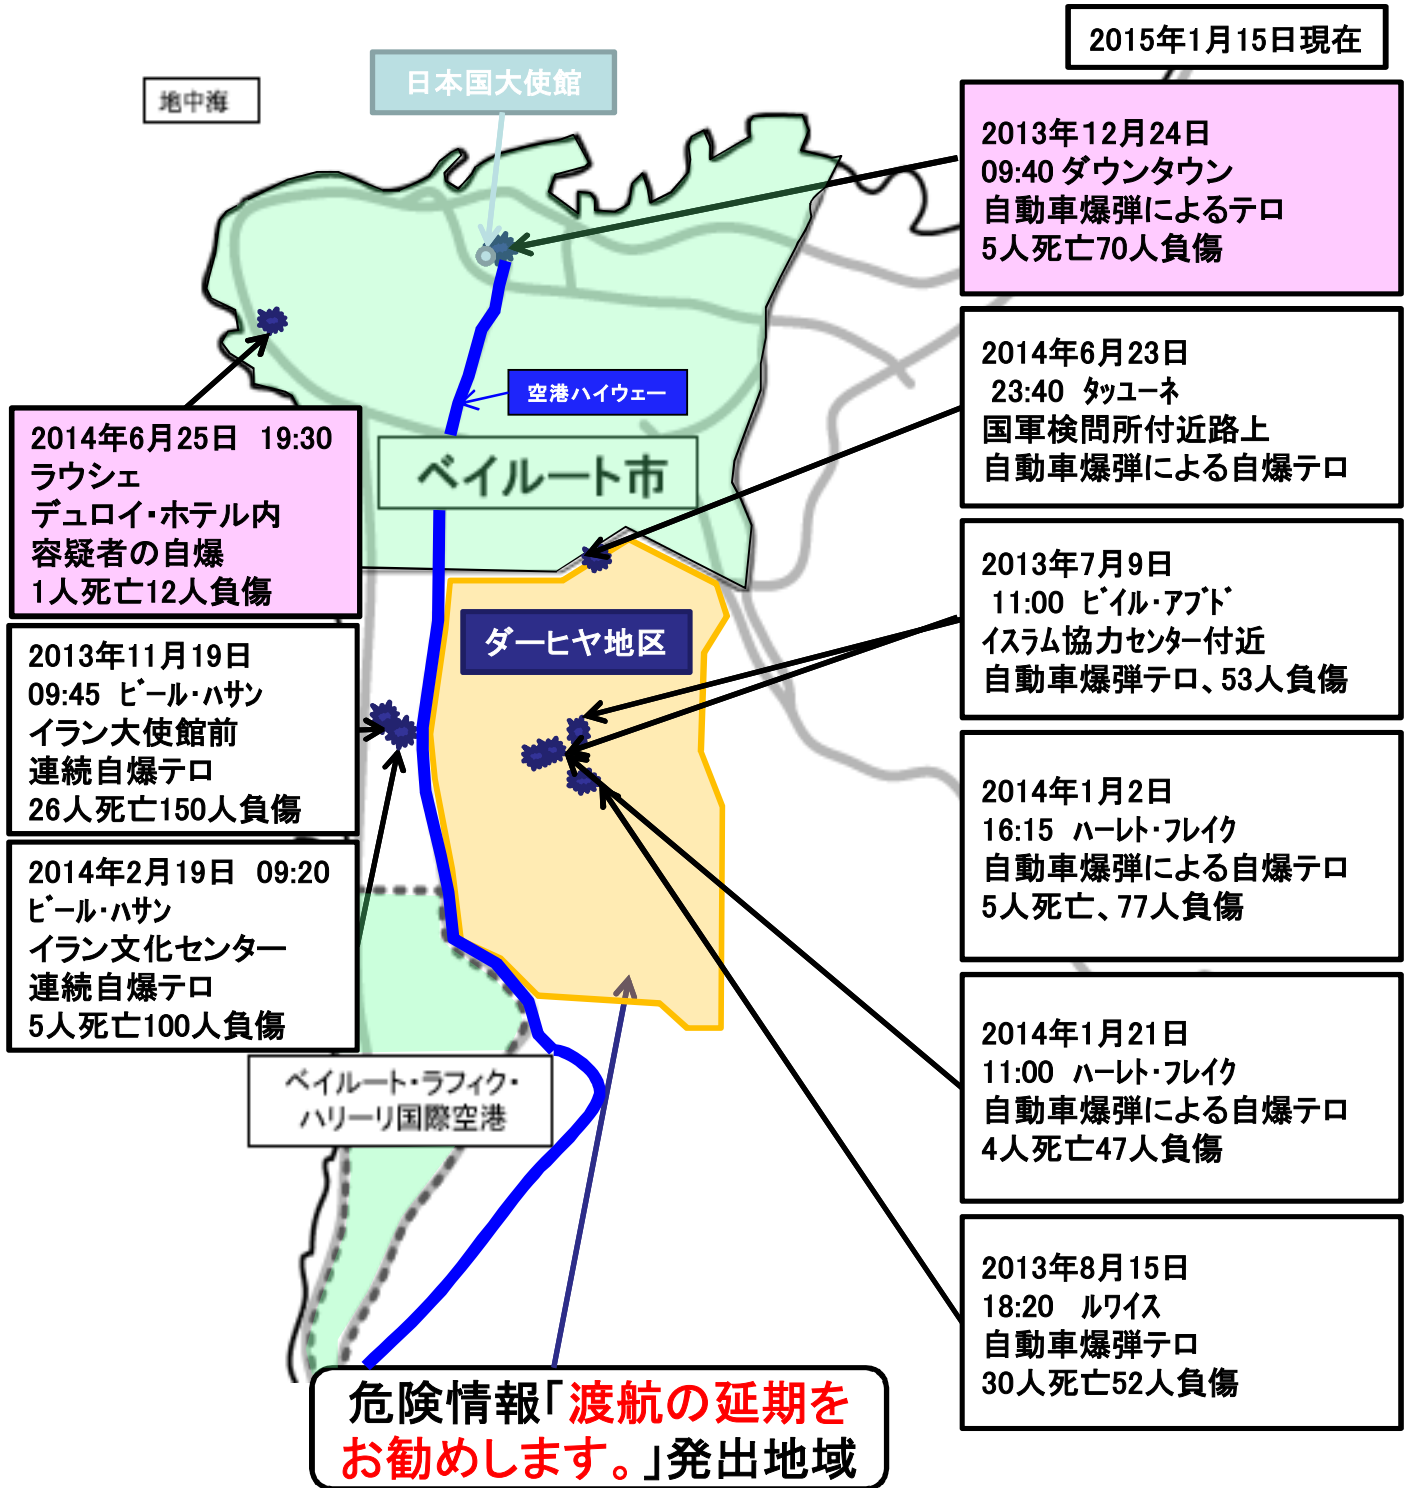 2015年1月15日現在
日本国大使館
地中海
2013年12月24日
09:40 ダウンタウン
自動車爆弾によるテロ
5人死亡70人負傷
2014年6月23日
23:40 ﾀｯﾕｰﾈ
国軍検問所付近路上
自動車爆弾による自爆テロ
空港ハイウェー
2014年6月25日 19:30
ラウシェ
デュロイ・ホテル内
容疑者の自爆
1人死亡12人負傷
ベイルート市
2013年7月9日
11:00 ﾋﾞｲﾙ･ｱﾌﾞﾄﾞ
ｲｽﾗﾑ協力センター付近
自動車爆弾テロ、53人負傷
ダーヒヤ地区
2013年11月19日
09:45 ﾋﾞｰﾙ･ﾊｻﾝ
イラン大使館前
連続自爆テロ
26人死亡150人負傷
2014年1月2日
16:15 ﾊｰﾚﾄ･ﾌﾚｲｸ
自動車爆弾による自爆テロ
5人死亡、77人負傷
2014年2月19日 09:20
ﾋﾞｰﾙ･ﾊｻﾝ
イラン文化センター
連続自爆テロ
5人死亡100人負傷
2014年1月21日
11:00 ﾊｰﾚﾄ･ﾌﾚｲｸ
自動車爆弾による自爆テロ
4人死亡47人負傷
ベイルート・ラフィク・
ハリーリ国際空港
2013年8月15日
18:20 ﾙﾜｲｽ
自動車爆弾テロ
30人死亡52人負傷
危険情報「渡航の延期を
お勧めします。」発出地域